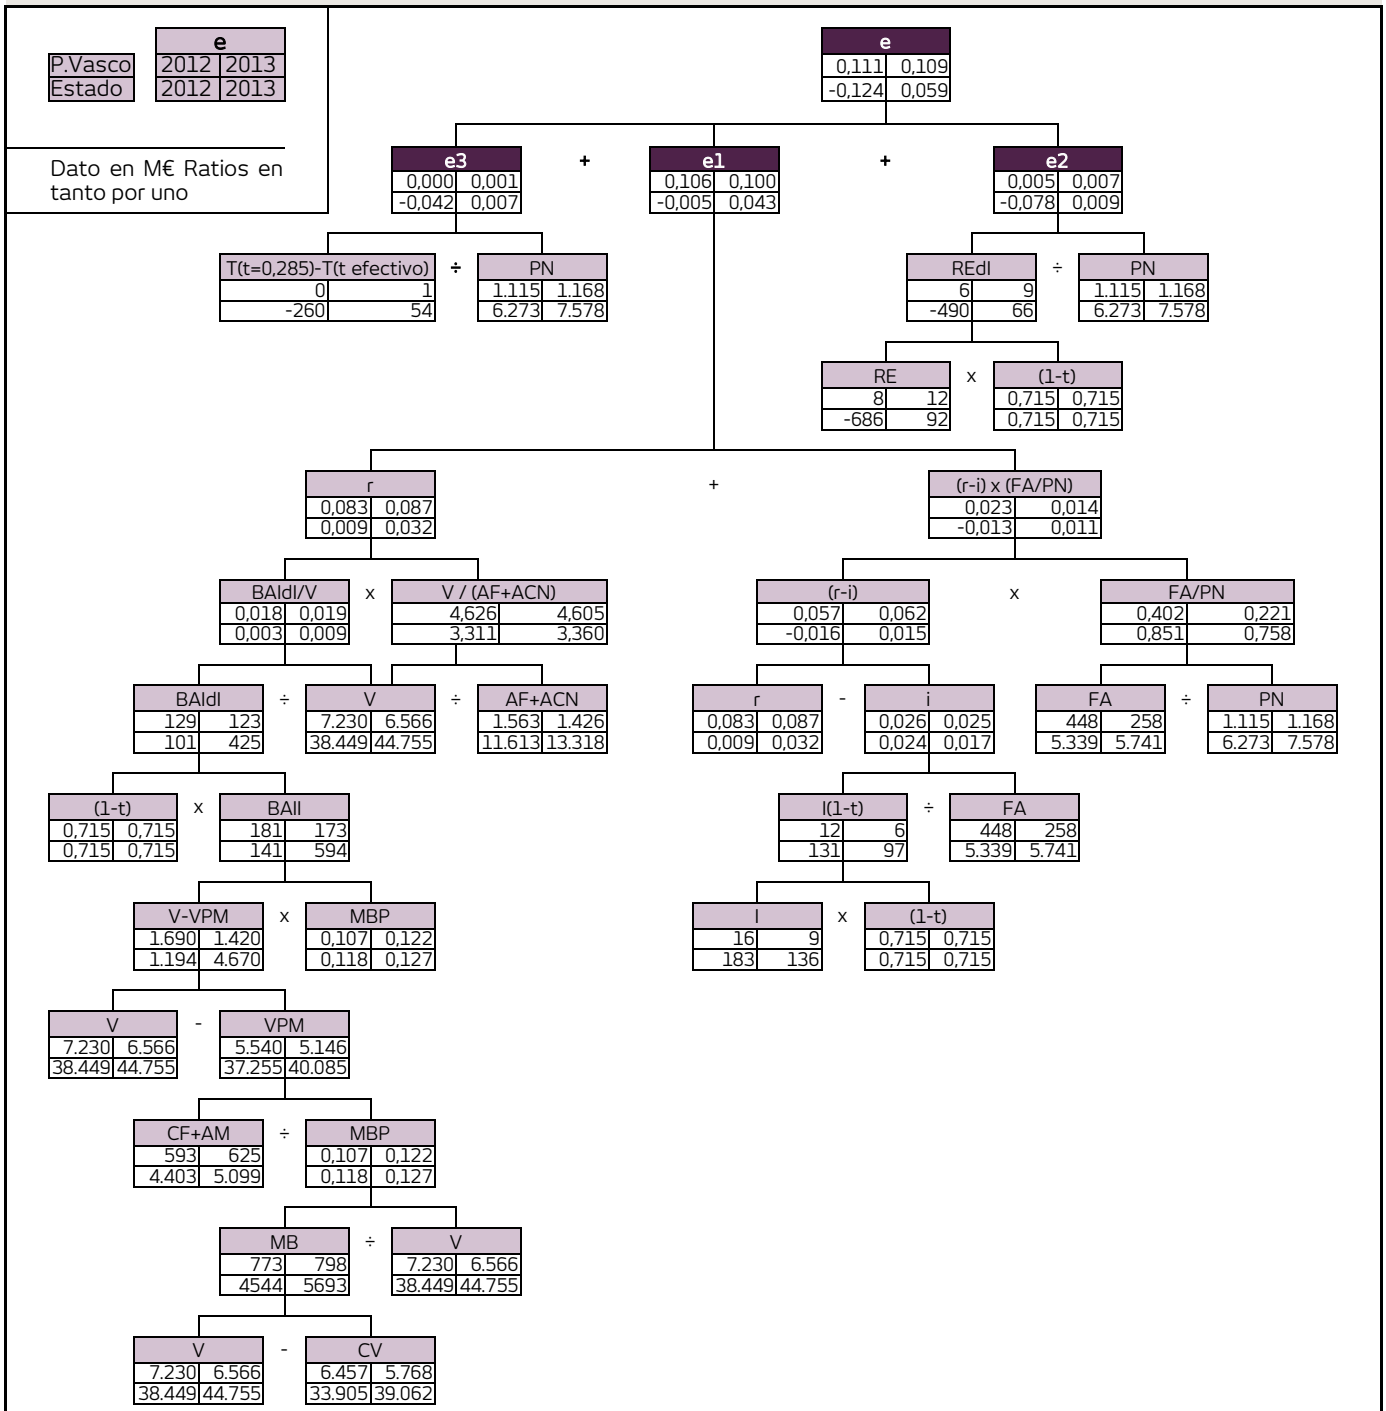 e
P.Vasco 2012 2013
Estado 2012 2013
Dato en M€ Ratios en
tanto por uno
e
0,111 0,109
-0,124 0,059
e3 + e1 + e2
0,000 0,001 0,106 0,100 0,005 0,007
-0,042 0,007 -0,005 0,043 -0,078 0,009
T(t=0,285)-T(t efectivo) ÷ PN REdI ÷ PN
0 1 1.115 1.168 6 9 1.115 1.168
-260 54 6.273 7.578 -490 66 6.273 7.578
RE x (1-t)
8 12 0,715 0,715
-686 92 0,715 0,715
r + (r-i) x (FA/PN)
0,083 0,087 0,023 0,014
0,009 0,032 -0,013 0,011
BAIdI/V x V / (AF+ACN) (r-i) x FA/PN
0,018 0,019 4,626 4,605 0,057 0,062 0,402 0,221
0,003 0,009 3,311 3,360 -0,016 0,015 0,851 0,758
BAIdI ÷ V ÷ AF+ACN r - i FA ÷ PN
129 123 7.230 6.566 1.563 1.426 0,083 0,087 0,026 0,025 448 258 1.115 1.168
101 425 38.449 44.755 11.613 13.318 0,009 0,032 0,024 0,017 5.339 5.741 6.273 7.578
(1-t) x BAII I(1-t) ÷ FA
0,715 0,715 181 173 12 6 448 258
0,715 0,715 141 594 131 97 5.339 5.741
V-VPM x MBP I x (1-t)
1.690 1.420 0,107 0,122 16 9 0,715 0,715
1.194 4.670 0,118 0,127 183 136 0,715 0,715
V - VPM
7.230 6.566 5.540 5.146
38.449 44.755 37.255 40.085
CF+AM ÷ MBP
593 625 0,107 0,122
4.403 5.099 0,118 0,127
MB ÷ V
773 798 7.230 6.566
4544 5693 38.449 44.755
V - CV
7.230 6.566 6.457 5.768
38.449 44.755 33.905 39.062